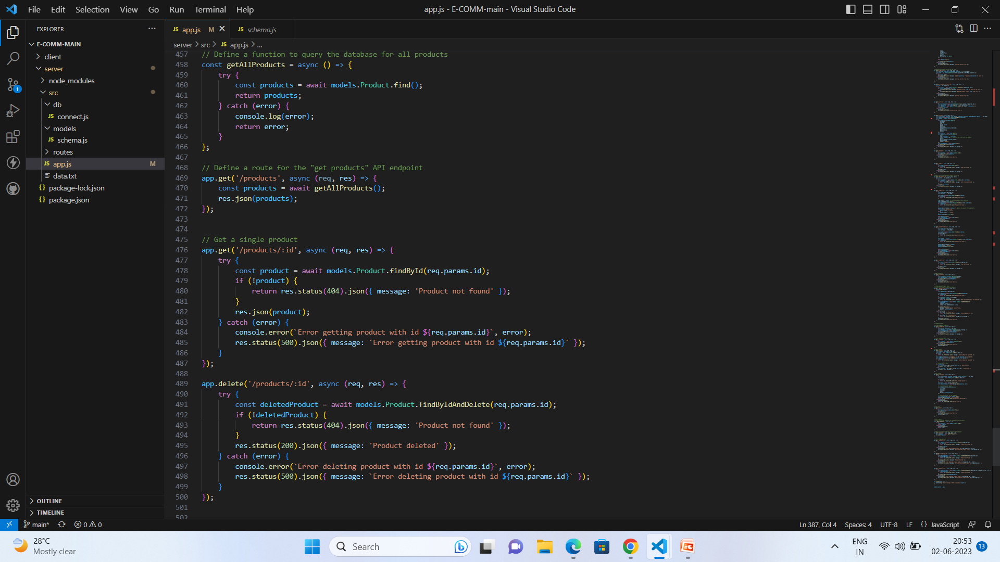 File Edit Selection View Go Run Terminal Help
app.js - E-COMM-main - Visual Studio Code
EXPLORER
E-COMM-MAIN
client
server
node_modules
src
db
JS connect.js
models
JS schema.js
routes
JS app.js M
data.txt
{} package-lock.json
{} package.json
OUTLINE
TIMELINE
1
JS app.js M
JS schema.js
server > src > JS app.js > ...
457 // Define a function to query the database for all products
458 const getAllProducts = async () => {
459 try {
460 const products = await models.Product.find();
461 return products;
462 } catch (error) {
463 console.log(error);
464 return error;
465 }
466 };
467
468 // Define a route for the "get products" API endpoint
469 app.get('/products', async (req, res) => {
470 const products = await getAllProducts();
471 res.json(products);
472 });
473
474
475 // Get a single product
476 app.get('/products/:id', async (req, res) => {
477 try {
478 const product = await models.Product.findById(req.params.id);
479 if (!product) {
480 return res.status(404).json({ message: 'Product not found' });
481 }
482 res.json(product);
483 } catch (error) {
484 console.error(`Error getting product with id ${req.params.id}`, error);
485 res.status(500).json({ message: `Error getting product with id ${req.params.id}` });
486 }
487 });
488
489 app.delete('/products/:id', async (req, res) => {
490 try {
491 const deletedProduct = await models.Product.findByIdAndDelete(req.params.id);
492 if (!deletedProduct) {
493 return res.status(404).json({ message: 'Product not found' });
494 }
495 res.status(200).json({ message: 'Product deleted' });
496 } catch (error) {
497 console.error(`Error deleting product with id ${req.params.id}`, error);
498 res.status(500).json({ message: `Error deleting product with id ${req.params.id}` });
499 }
500 });
501
502
main* 0 0
Ln 387, Col 4 Spaces: 4 UTF-8 LF {} JavaScript
28°C
Mostly clear
Search
ENG
IN
20:53
02-06-2023
13